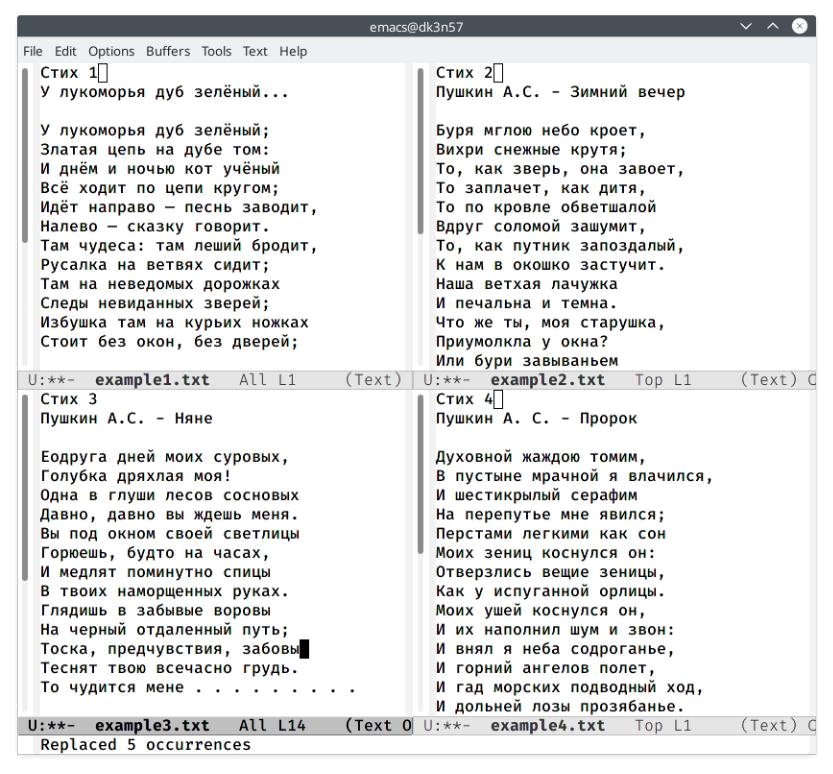 emacs@dk3n57
File Edit Options Buffers Tools Text Help
Стих 1
У лукоморья дуб зелёный...
У лукоморья дуб зелёный;
Златая цепь на дубе том:
И днём и ночью кот учёный
Всё ходит по цепи кругом;
Идёт направо — песнь заводит,
Налево — сказку говорит.
Там чудеса: там леший бродит,
Русалка на ветвях сидит;
Там на неведомых дорожках
Следы невиданных зверей;
Избушка там на курьих ножках
Стоит без окон, без дверей;
U:**- example1.txt All L1 (Text)
Стих 2
Пушкин А.С. - Зимний вечер
Буря мглою небо кроет,
Вихри снежные крутя;
То, как зверь, она завоет,
То заплачет, как дитя,
То по кровле обветшалой
Вдруг соломой зашумит,
То, как путник запоздалый,
К нам в окошко застучит.
Наша ветхая лачужка
И печальна и темна.
Что же ты, моя старушка,
Приумолкла у окна?
Или бури завываньем
U:**- example2.txt Top L1 (Text) O
Стих 3
Пушкин А.С. - Няне
Еодруга дней моих суровых,
Голубка дряхлая моя!
Одна в глуши лесов сосновых
Давно, давно вы ждешь меня.
Вы под окном своей светлицы
Горюешь, будто на часах,
И медлят поминутно спицы
В твоих наморщенных руках.
Глядишь в забывые воровы
На черный отдаленный путь;
Тоска, предчувствия, забовы
Теснят твою всечасно грудь.
То чудится мене . . . . . . . . .
U:**- example3.txt All L14 (Text O
Стих 4
Пушкин А. С. - Пророк
Духовной жаждою томим,
В пустыне мрачной я влачился,
И шестикрылый серафим
На перепутье мне явился;
Перстами легкими как сон
Моих зениц коснулся он:
Отверзлись вещие зеницы,
Как у испуганной орлицы.
Моих ушей коснулся он,
И их наполнил шум и звон:
И внял я неба содроганье,
И горний ангелов полет,
И гад морских подводный ход,
И дольней лозы прозябанье.
U:**- example4.txt Top L1 (Text) O
Replaced 5 occurrences